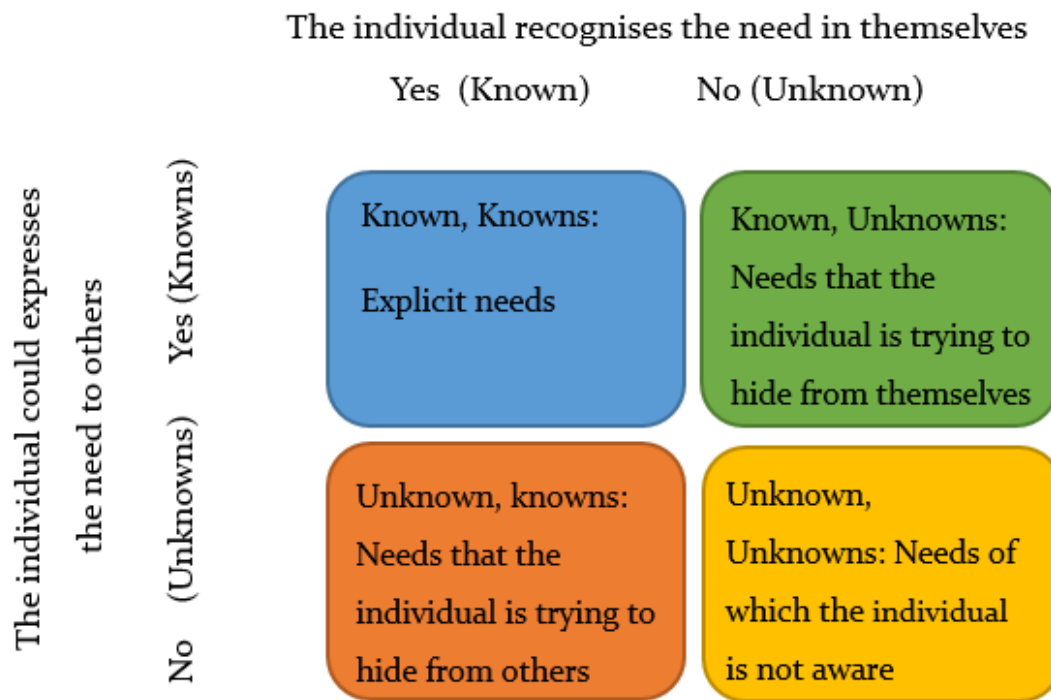 The individual recognises the need in themselves
Yes (Known)
No (Unknown)
The individual could expresses
the need to others
Yes (Knowns)
No (Unknowns)
Known, Knowns:
Explicit needs
Known, Unknowns:
Needs that the
individual is trying to
hide from themselves
Unknown, knowns:
Needs that the
individual is trying to
hide from others
Unknown,
Unknowns: Needs of
which the individual
is not aware